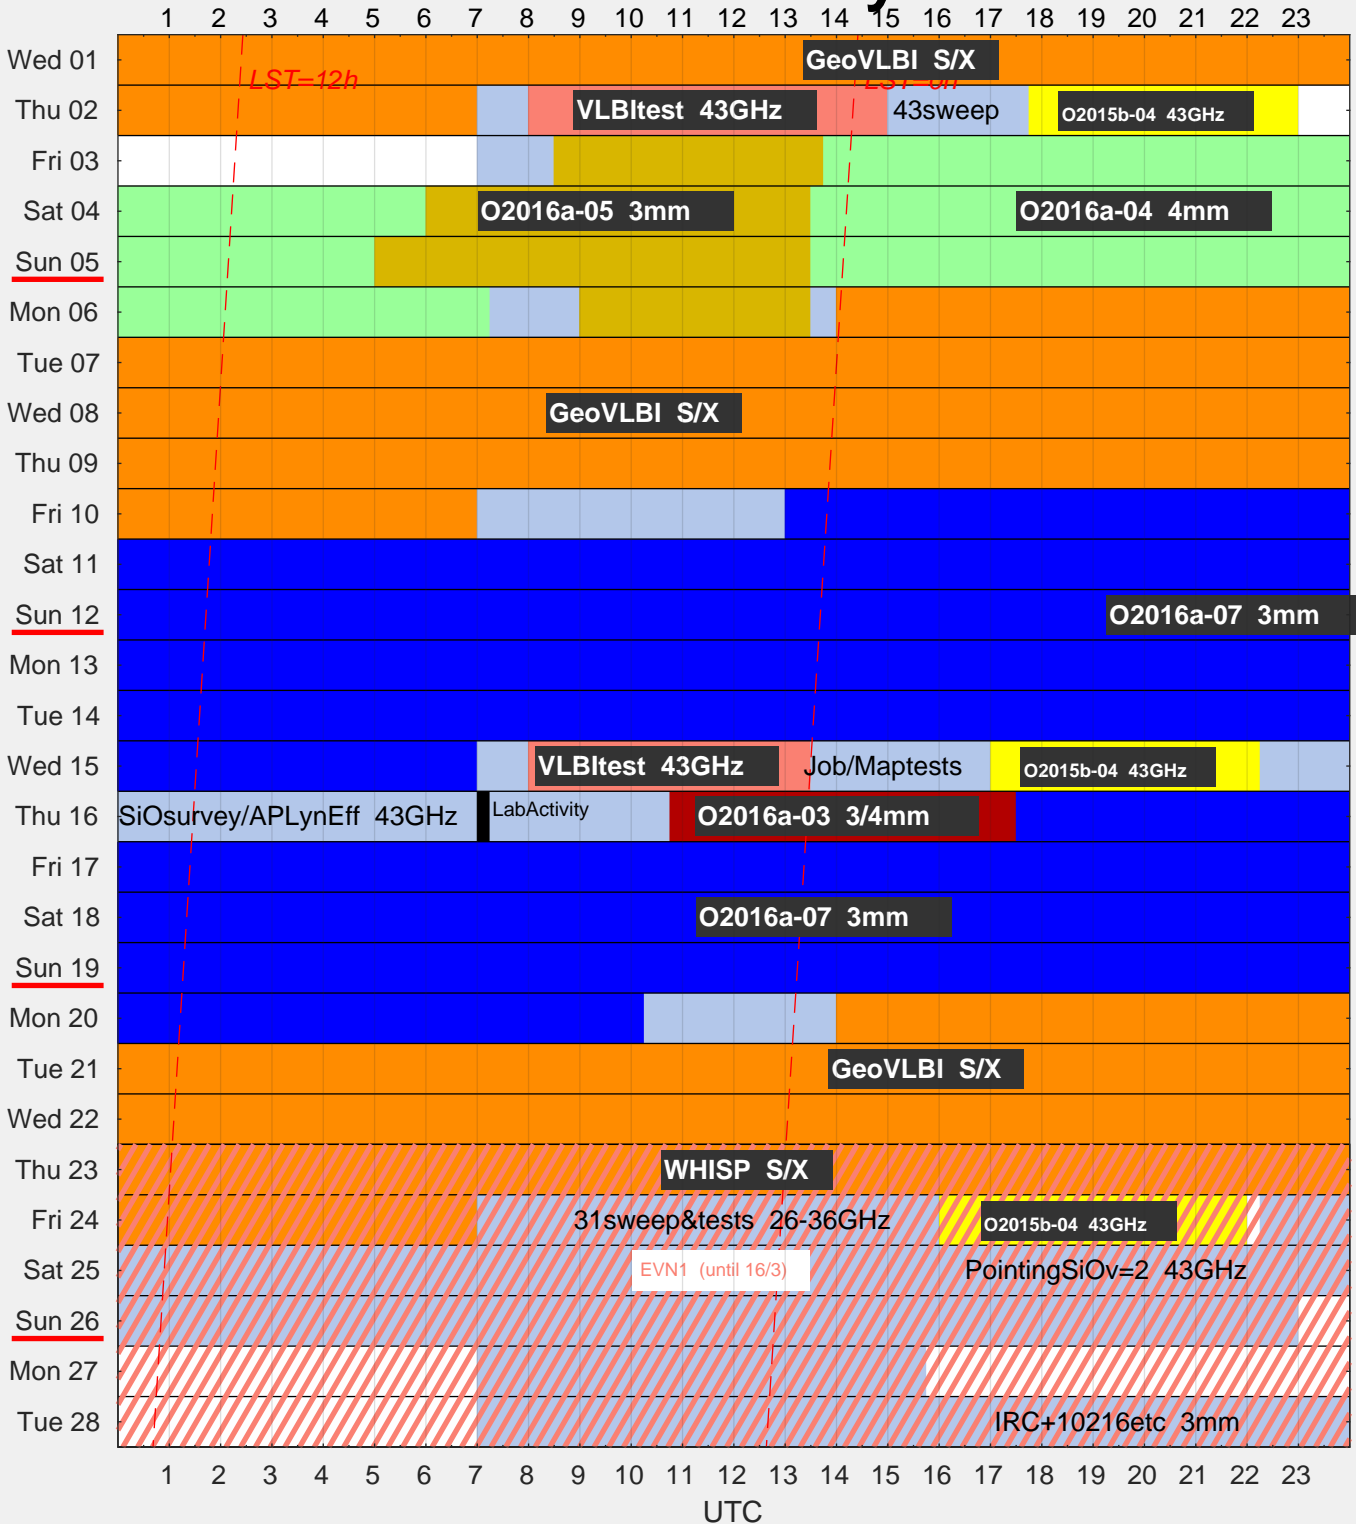 y
1 2 3 4 5 6 7 8 9 10 11 12 13 14 15 16 17 18 19 20 21 22 23
Wed 01 GeoVLBI S/X
LST=12h
Thu 02 VLBItest 43GHz 43sweep O2015b-04 43GHz
Fri 03
Sat 04 O2016a-05 3mm O2016a-04 4mm
Sun 05
Mon 06
Tue 07
Wed 08 GeoVLBI S/X
Thu 09
Fri 10
Sat 11
Sun 12 O2016a-07 3mm
Mon 13
Tue 14
Wed 15 VLBItest 43GHz Job/Maptests O2015b-04 43GHz
Thu 16 SiOsurvey/APLynEff 43GHz LabActivity O2016a-03 3/4mm
Fri 17
Sat 18 O2016a-07 3mm
Sun 19
Mon 20
Tue 21 GeoVLBI S/X
Wed 22
Thu 23 WHISP S/X
Fri 24 31sweep&tests 26-36GHz O2015b-04 43GHz
Sat 25 EVN1 (until 16/3) PointingSiOv=2 43GHz
Sun 26
Mon 27
Tue 28 IRC+10216etc 3mm
1 2 3 4 5 6 7 8 9 10 11 12 13 14 15 16 17 18 19 20 21 22 23
UTC